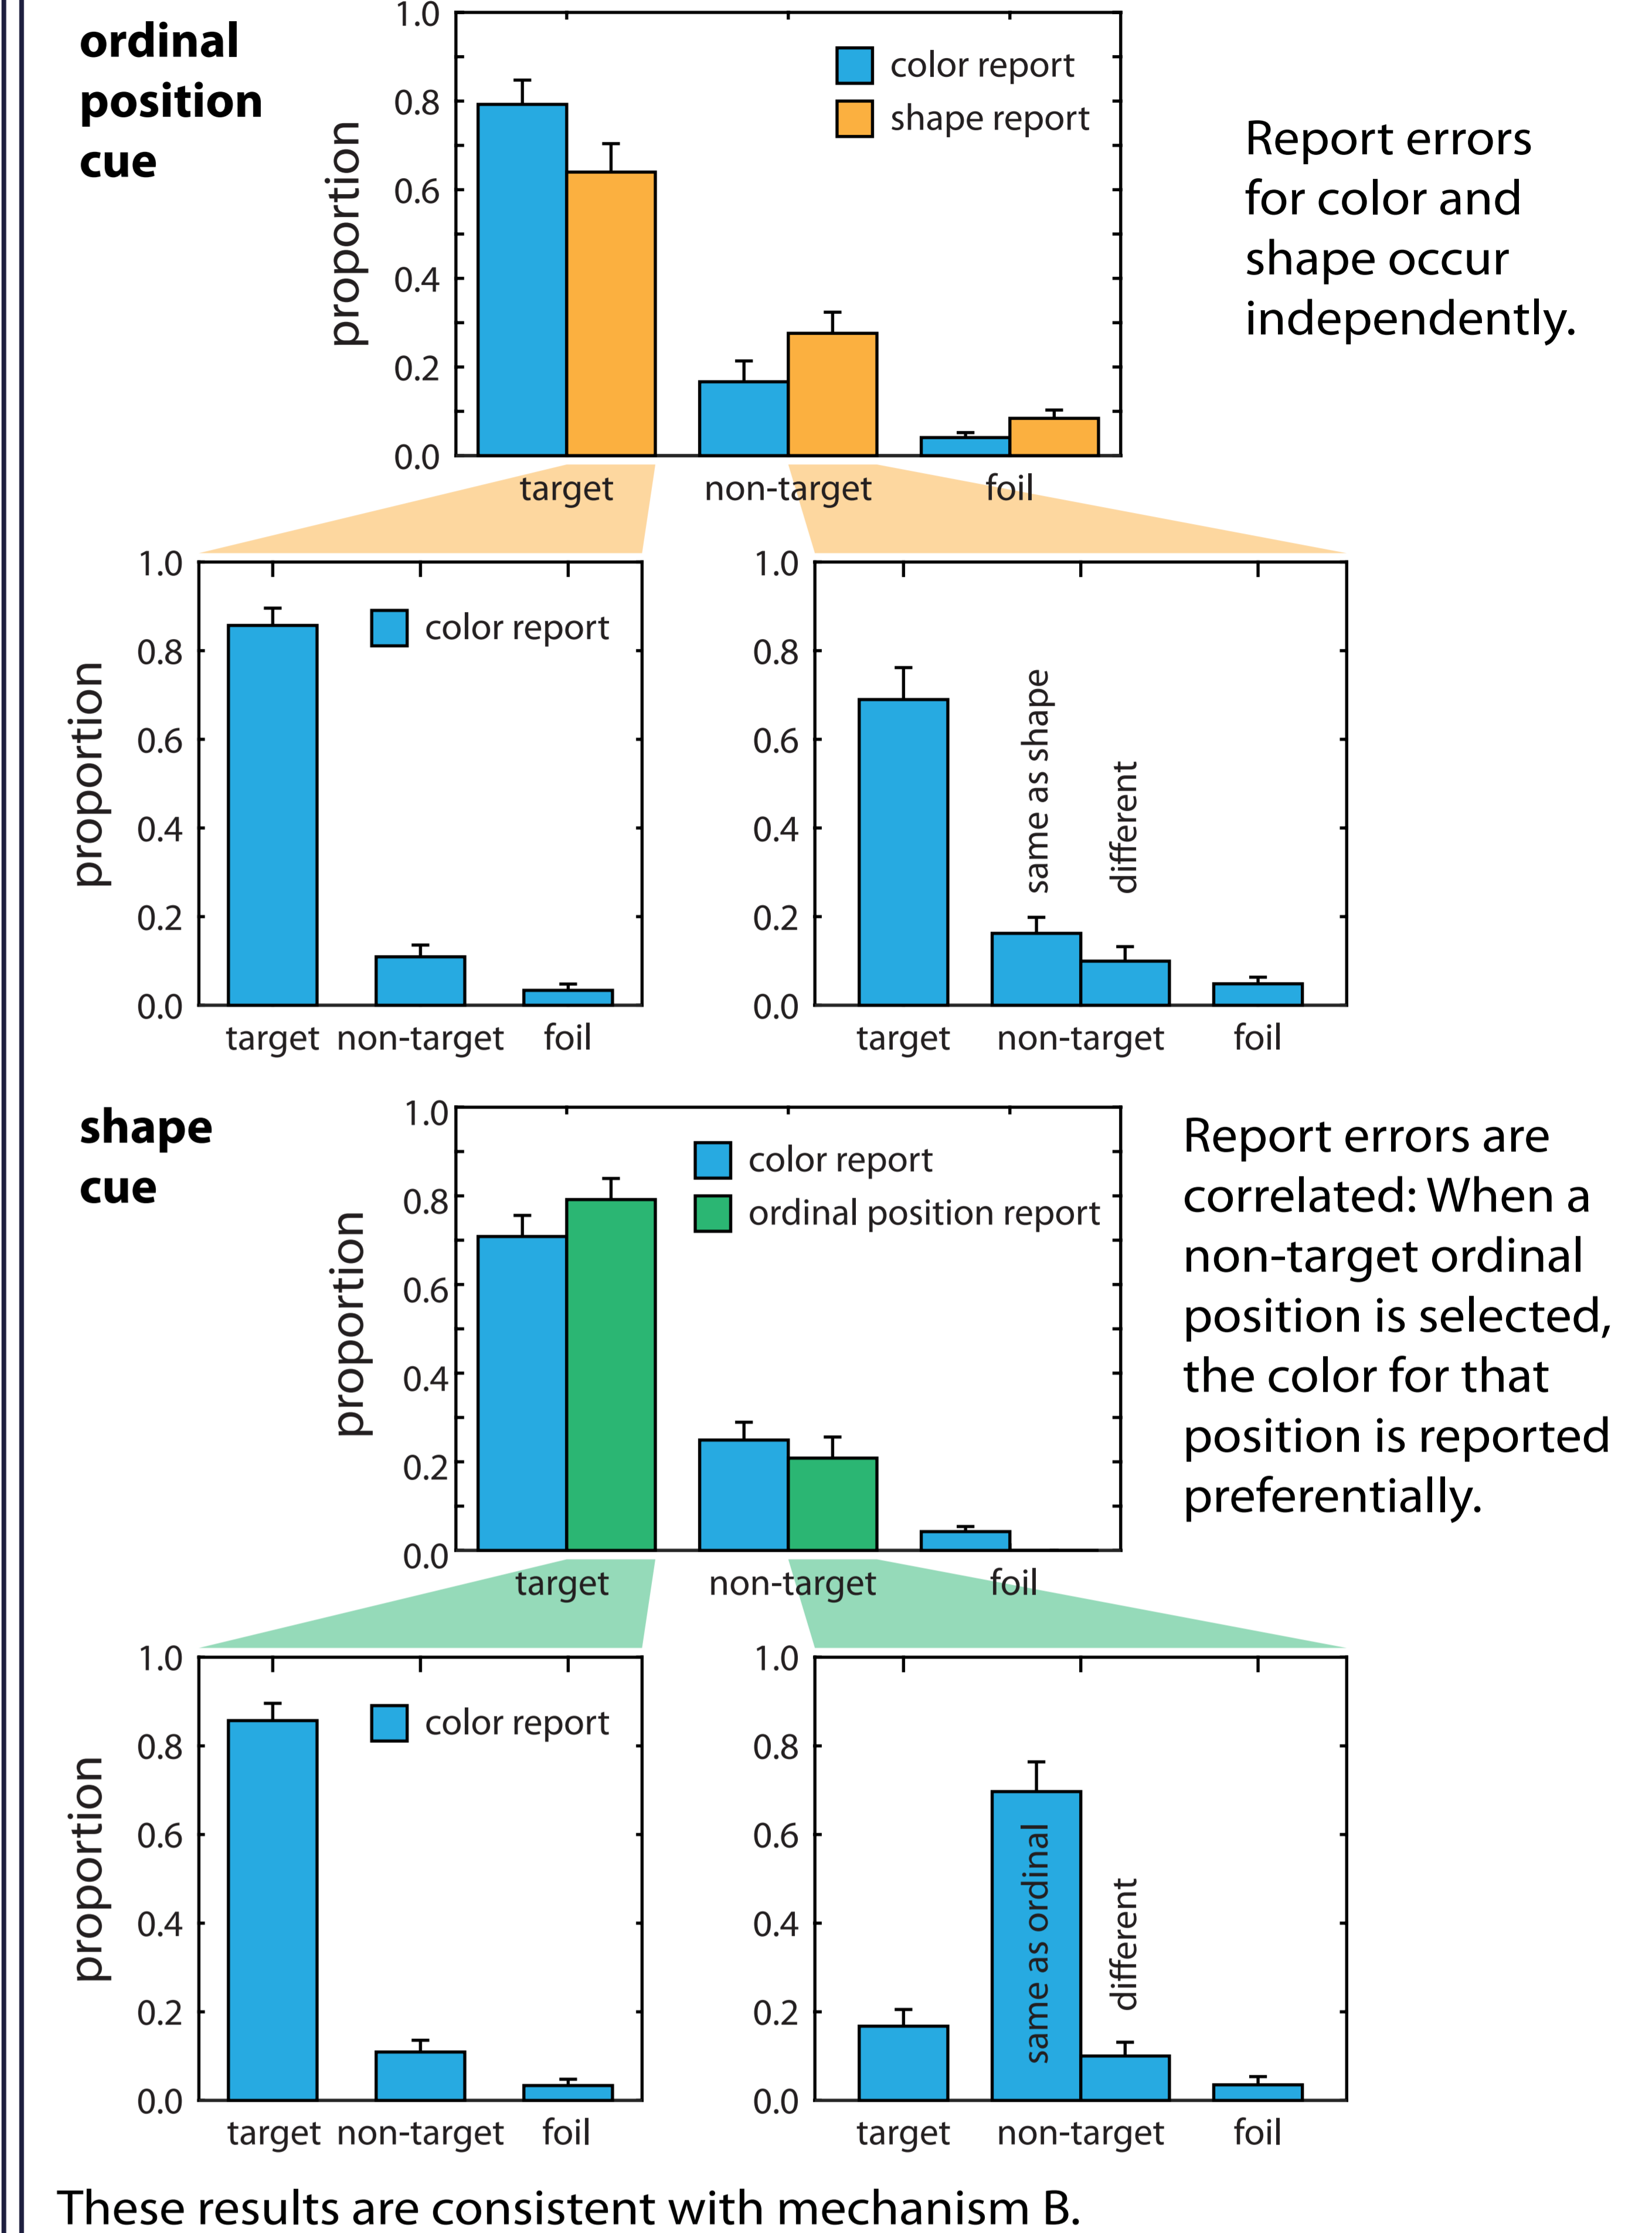 ordinal
position
cue
proportion
1.0
0.8
0.6
0.4
0.2
0.0
color report
shape report
target non-target foil
Report errors
for color and
shape occur
independently.
proportion
1.0
0.8
0.6
0.4
0.2
0.0
color report
target non-target foil
1.0
0.8
0.6
0.4
0.2
0.0
same as shape
different
target non-target foil
shape
cue
proportion
1.0
0.8
0.6
0.4
0.2
0.0
color report
ordinal position report
target non-target foil
Report errors are
correlated: When a
non-target ordinal
position is selected,
the color for that
position is reported
preferentially.
proportion
1.0
0.8
0.6
0.4
0.2
0.0
color report
target non-target foil
1.0
0.8
0.6
0.4
0.2
0.0
same as ordinal
different
target non-target foil
These results are consistent with mechanism B.